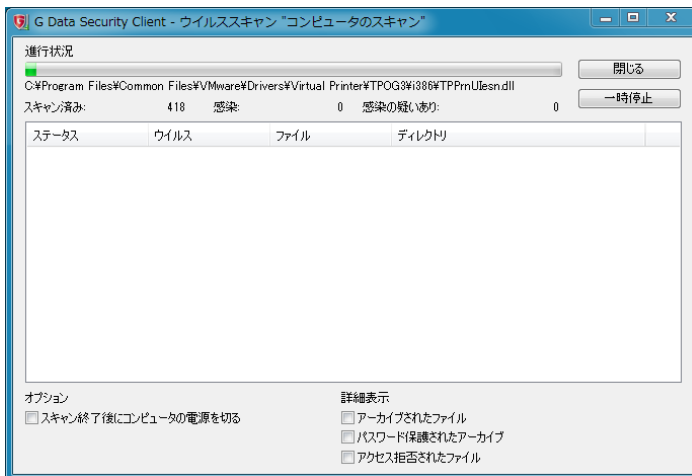 G Data Security Client - ウイルススキャン "コンピュータのスキャン"
進行状況
閉じる
C:¥Program Files¥Common Files¥VMware¥Drivers¥Virtual Printer¥TPOG3¥i386¥TPPrnUIesn.dll
一時停止
スキャン済み: 418 感染: 0 感染の疑いあり: 0
ステータス ウイルス ファイル ディレクトリ
オプション 詳細表示
スキャン終了後にコンピュータの電源を切る アーカイブされたファイル
パスワード保護されたアーカイブ
アクセス拒否されたファイル